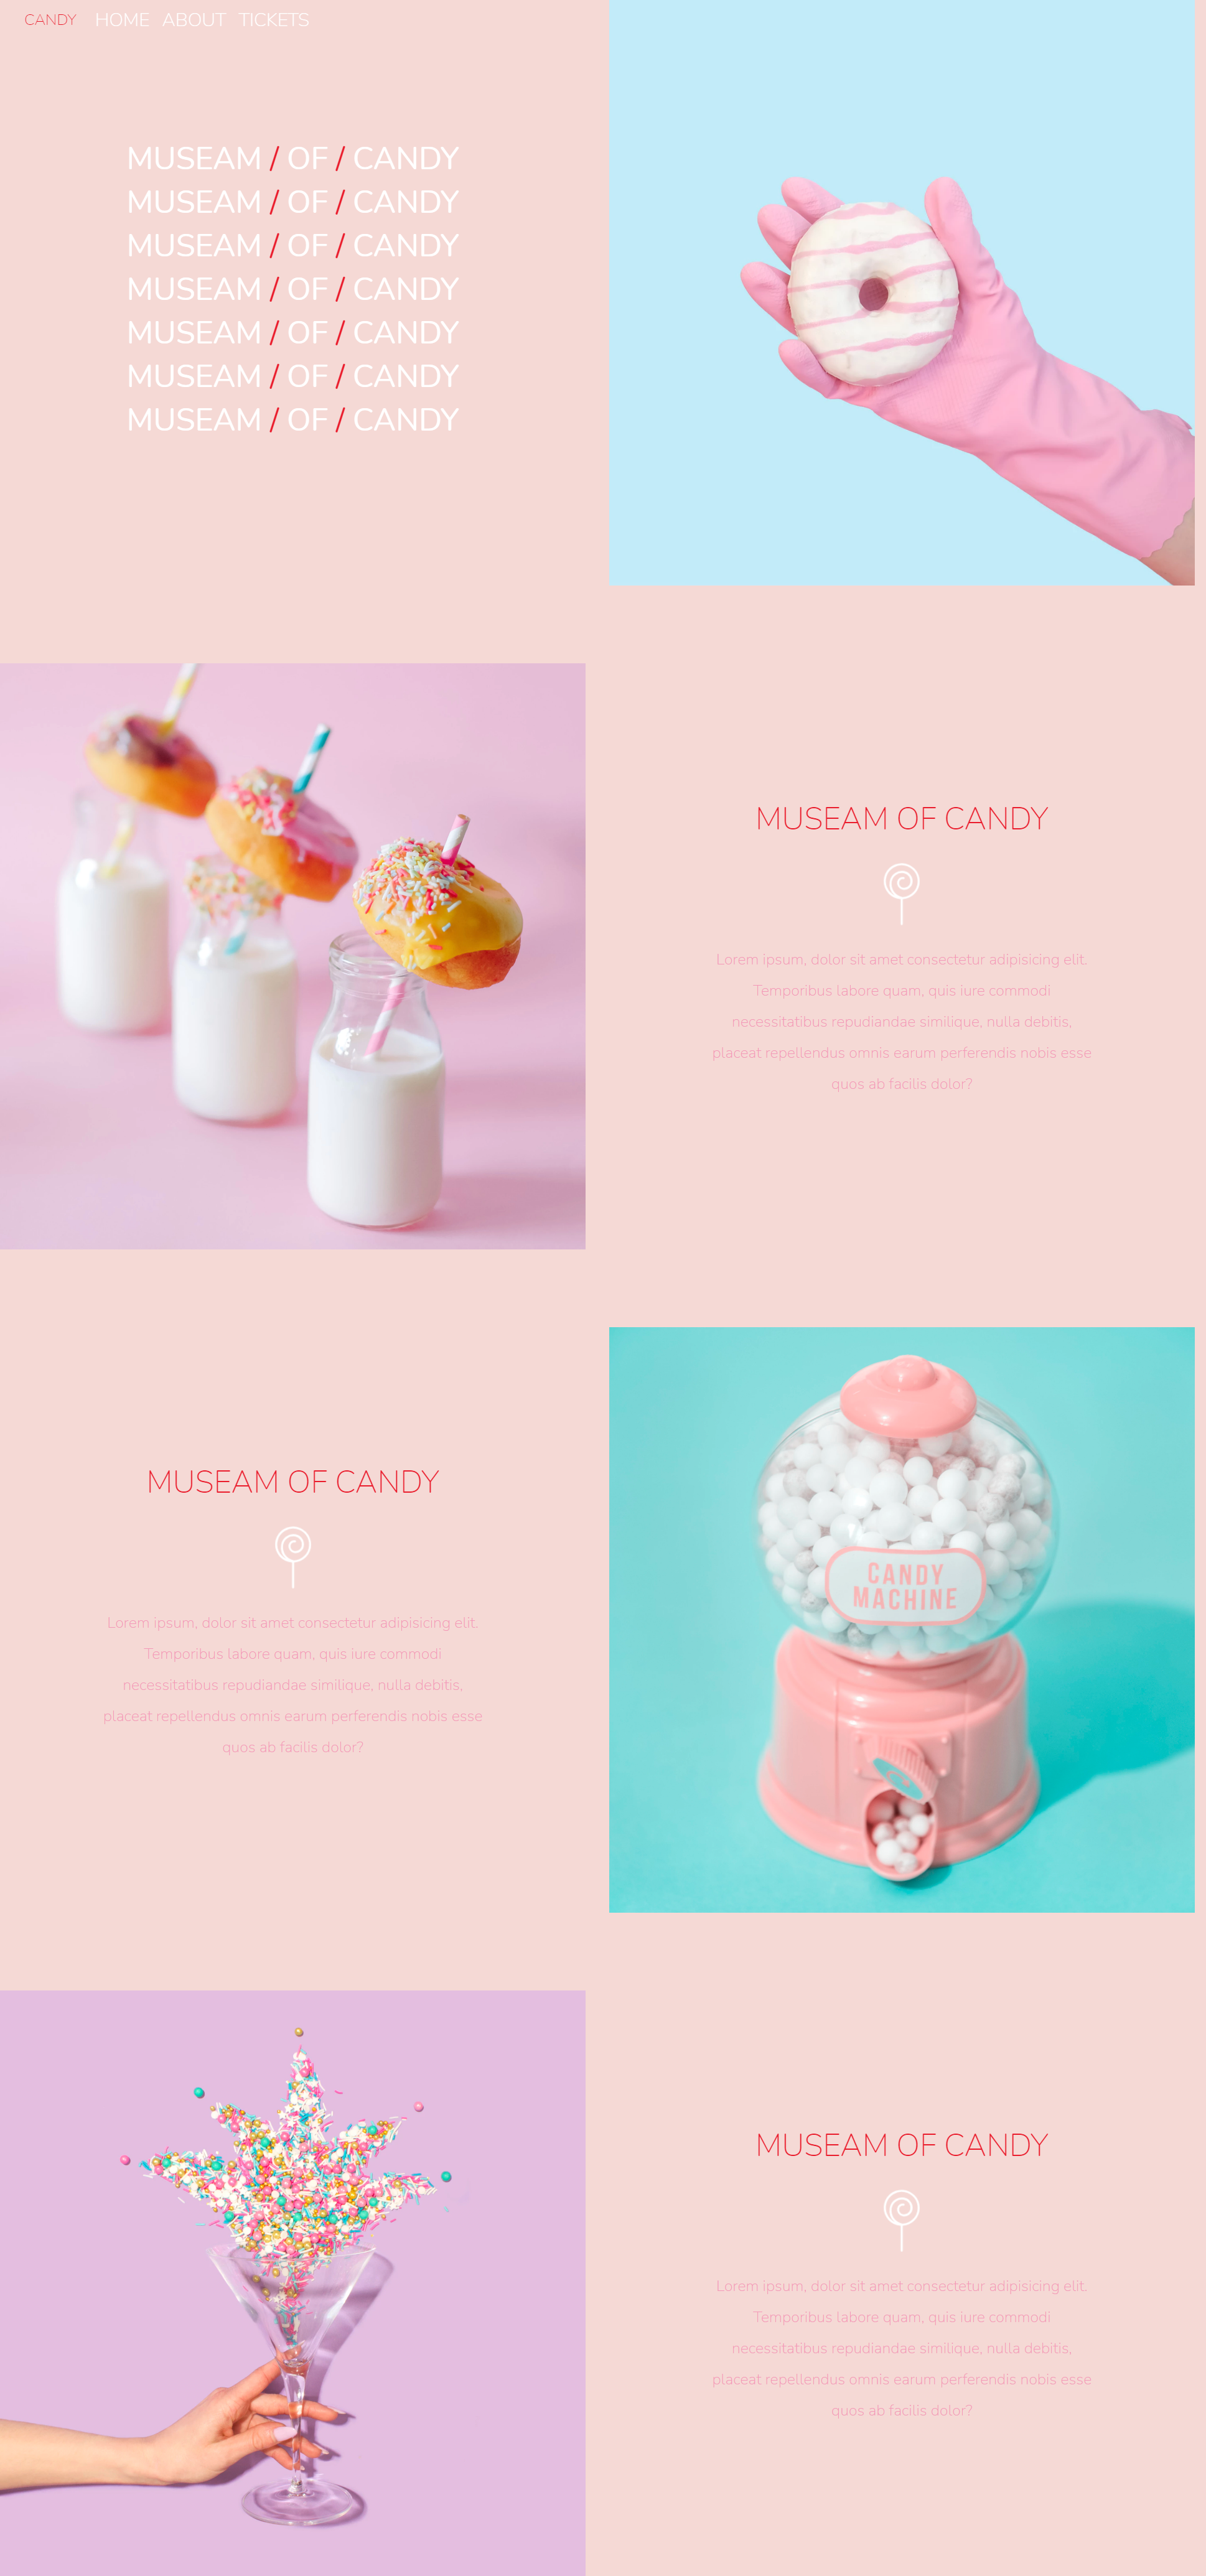 CANDY HOME ABOUT TICKETS
MUSEAM / OF / CANDY
MUSEAM / OF / CANDY
MUSEAM / OF / CANDY
MUSEAM / OF / CANDY
MUSEAM / OF / CANDY
MUSEAM / OF / CANDY
MUSEAM / OF / CANDY
MUSEAM OF CANDY
Lorem ipsum, dolor sit amet consectetur adipisicing elit.
Temporibus labore quam, quis iure commodi
necessitatibus repudiandae similique, nulla debitis,
placeat repellendus omnis earum perferendis nobis esse
quos ab facilis dolor?
MUSEAM OF CANDY
Lorem ipsum, dolor sit amet consectetur adipisicing elit.
Temporibus labore quam, quis iure commodi
necessitatibus repudiandae similique, nulla debitis,
placeat repellendus omnis earum perferendis nobis esse
quos ab facilis dolor?
CANDY
MACHINE
MUSEAM OF CANDY
Lorem ipsum, dolor sit amet consectetur adipisicing elit.
Temporibus labore quam, quis iure commodi
necessitatibus repudiandae similique, nulla debitis,
placeat repellendus omnis earum perferendis nobis esse
quos ab facilis dolor?